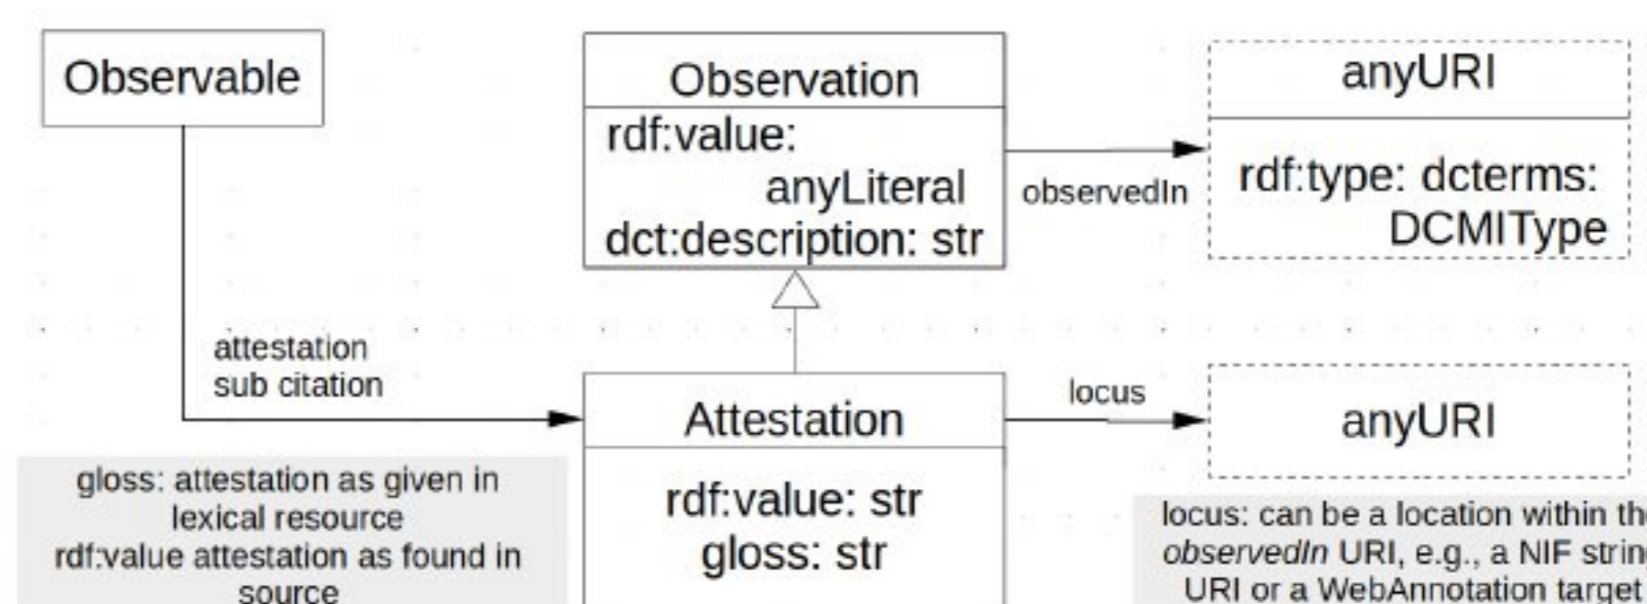 Observable
Observation
rdf:value:
anyLiteral
dct:description: str
observedIn
anyURI
rdf:type: dcterms:
DCMIType
attestation
sub citation
Attestation
rdf:value: str
gloss: str
locus
anyURI
gloss: attestation as given in
lexical resource
rdf:value attestation as found in
source
locus: can be a location within the
observedIn URI, e.g., a NIF string
URI or a WebAnnotation target